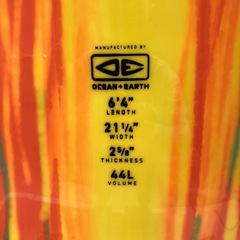 MANUFACTURED BY
OCEAN+EARTH
6'4"
LENGTH
21 ¼"
WIDTH
2⅝"
THICKNESS
44L
VOLUME